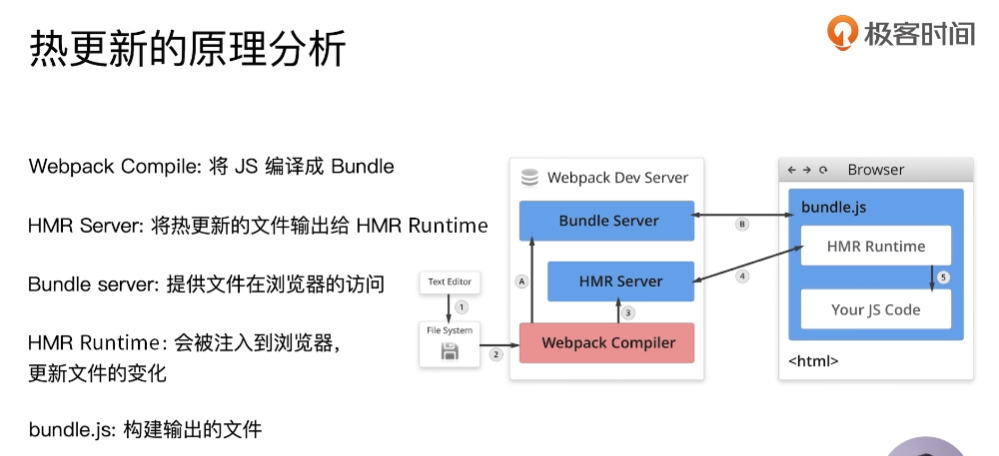 热更新的原理分析
极客时间
Webpack Compile: 将 JS 编译成 Bundle
HMR Server: 将热更新的文件输出给 HMR Runtime
Bundle server: 提供文件在浏览器的访问
HMR Runtime: 会被注入到浏览器，
更新文件的变化
bundle.js: 构建输出的文件
Text Editor
1
File System
2
Webpack Dev Server
Bundle Server
A
HMR Server
3
Webpack Compiler
B
4
Browser
bundle.js
HMR Runtime
5
Your JS Code
<html>